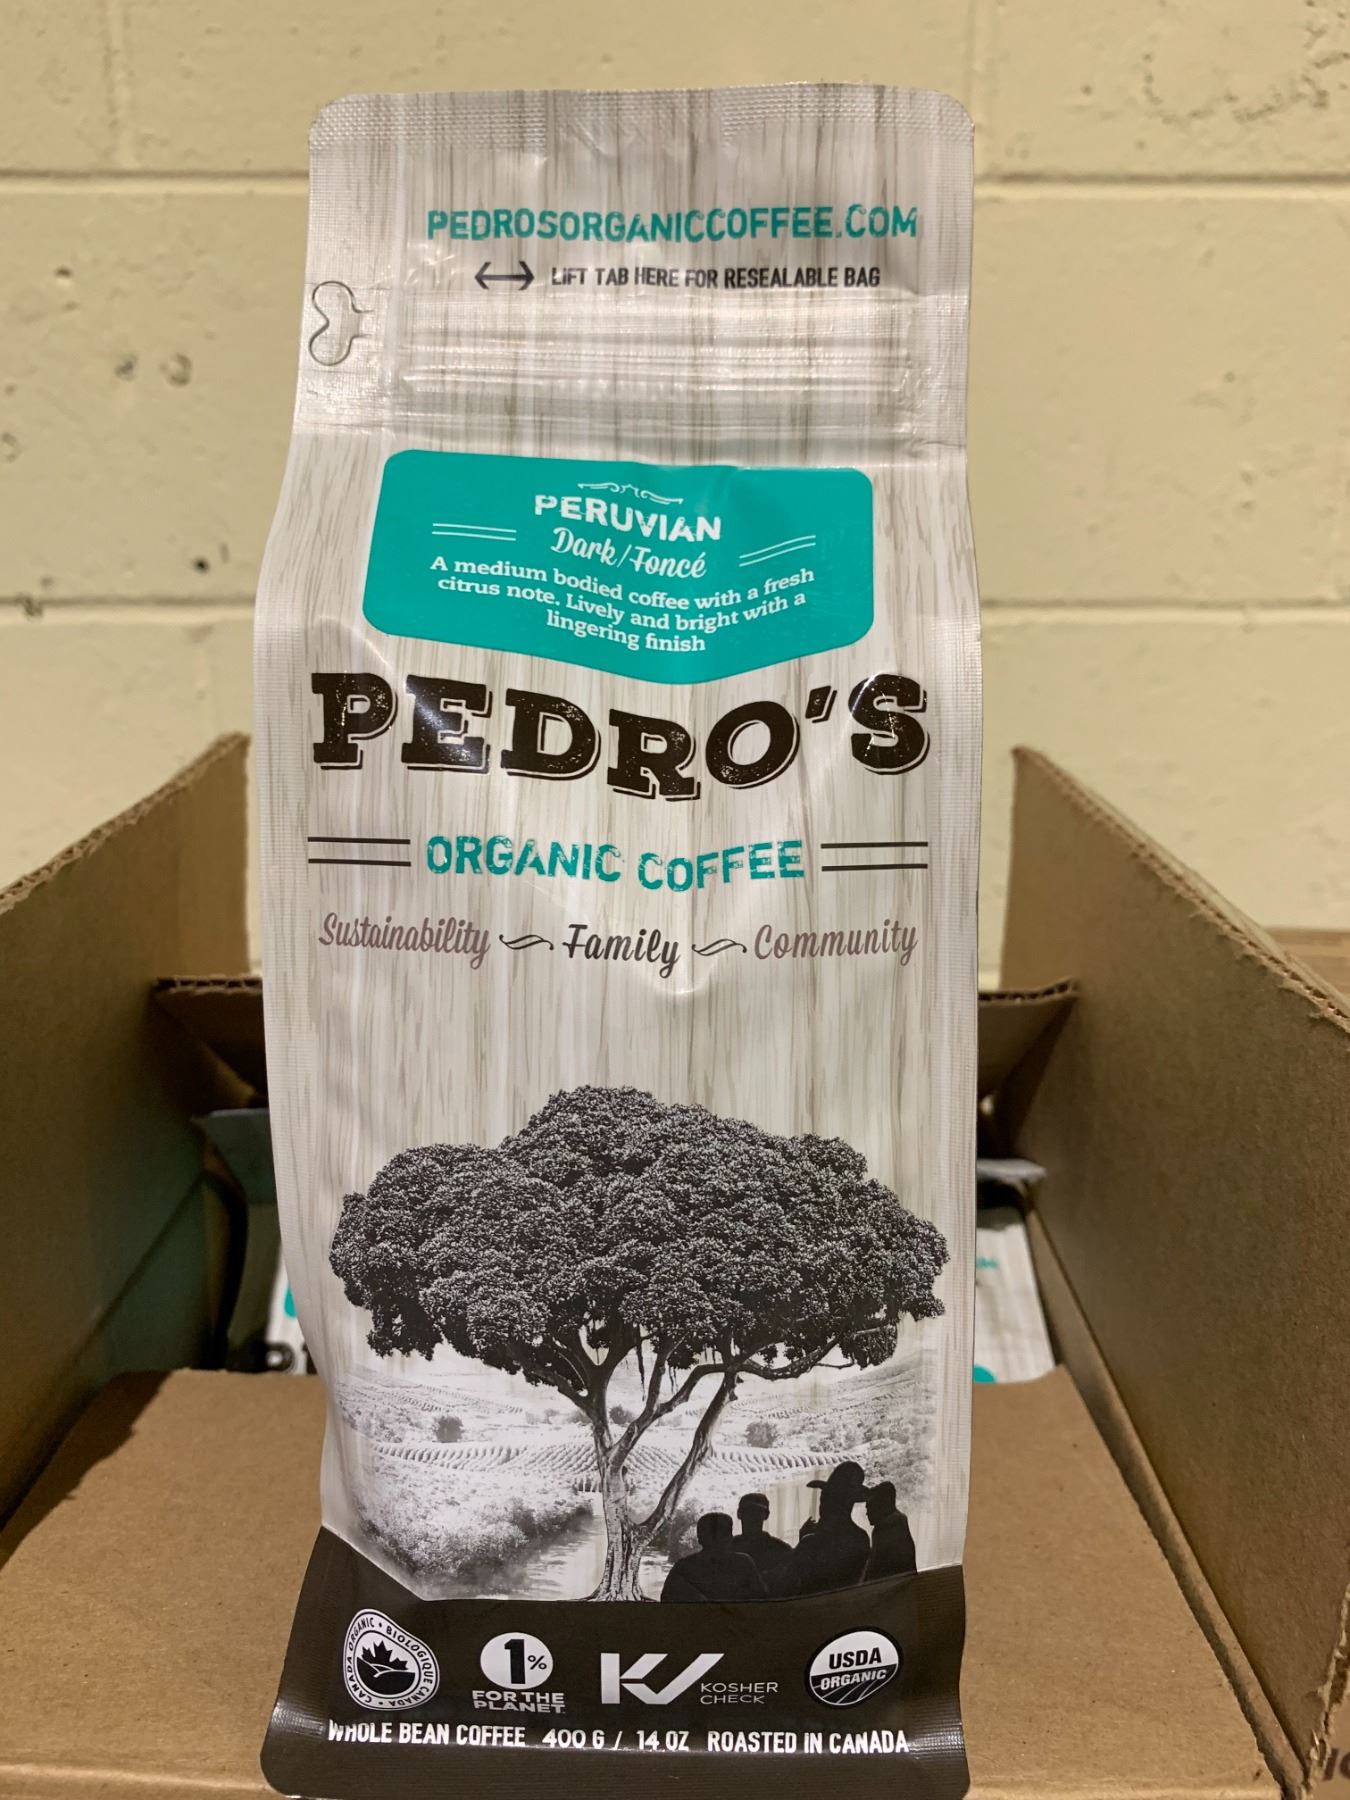 PEDROSORGANICCOFFEE.COM
LIFT TAB HERE FOR RESEALABLE BAG
PERUVIAN
Dark/Foncé
A medium bodied coffee with a fresh
citrus note. Lively and bright with a
lingering finish
PEDRO'S
ORGANIC COFFEE
Sustainability Family Community
CANADA ORGANIC • BIOLOGIQUE CANADA •
1%
FOR THE
PLANET
KV KOSHER
CHECK
USDA
ORGANIC
WHOLE BEAN COFFEE 400 G / 14 OZ ROASTED IN CANADA